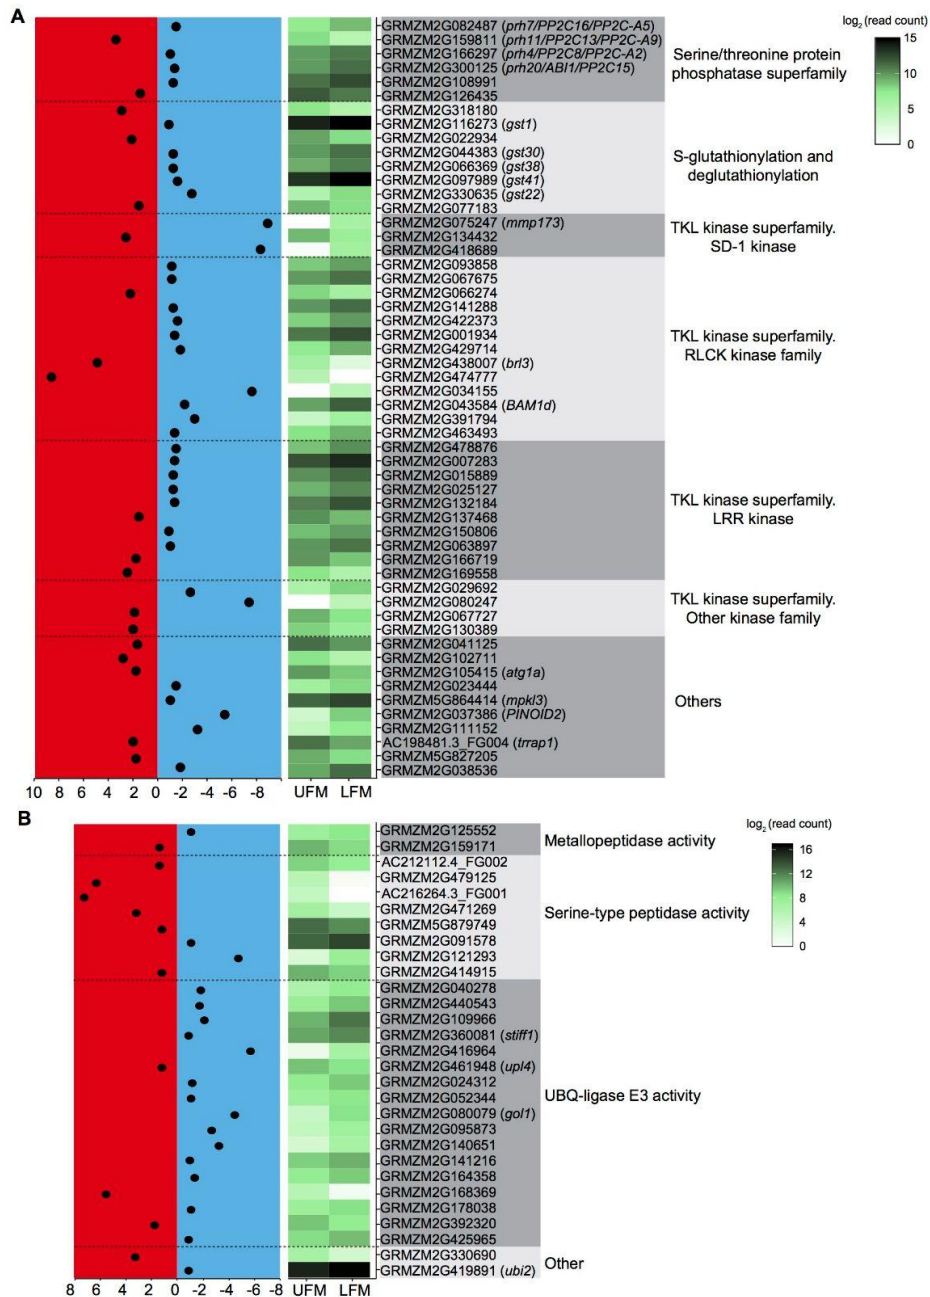 A
log2 (read count)
15
10
5
0
GRMZM2G082487 (prh7/PP2C16/PP2C-A5)
GRMZM2G159811 (prh11/PP2C13/PP2C-A9)
GRMZM2G166297 (prh4/PP2C8/PP2C-A2)
GRMZM2G300125 (prh20/ABI1/PP2C15)
GRMZM2G108991
GRMZM2G126435
Serine/threonine protein
phosphatase superfamily
GRMZM2G318180
GRMZM2G116273 (gst1)
GRMZM2G022934
GRMZM2G044383 (gst30)
GRMZM2G066369 (gst38)
GRMZM2G097989 (gst41)
GRMZM2G330635 (gst22)
GRMZM2G077183
S-glutathionylation and
deglutathionylation
GRMZM2G075247 (mmp173)
GRMZM2G134432
GRMZM2G418689
TKL kinase superfamily.
SD-1 kinase
GRMZM2G093858
GRMZM2G067675
GRMZM2G066274
GRMZM2G141288
GRMZM2G422373
GRMZM2G001934
GRMZM2G429714
GRMZM2G438007 (brl3)
GRMZM2G474777
GRMZM2G034155
GRMZM2G043584 (BAM1d)
GRMZM2G391794
GRMZM2G463493
TKL kinase superfamily.
RLCK kinase family
GRMZM2G478876
GRMZM2G007283
GRMZM2G015889
GRMZM2G025127
GRMZM2G132184
GRMZM2G137468
GRMZM2G150806
GRMZM2G063897
GRMZM2G166719
GRMZM2G169558
TKL kinase superfamily.
LRR kinase
GRMZM2G029692
GRMZM2G080247
GRMZM2G067727
GRMZM2G130389
TKL kinase superfamily.
Other kinase family
GRMZM2G041125
GRMZM2G102711
GRMZM2G105415 (atg1a)
GRMZM2G023444
GRMZM5G864414 (mpkl3)
GRMZM2G037386 (PINOID2)
GRMZM2G111152
AC198481.3_FG004 (trrap1)
GRMZM5G827205
GRMZM2G038536
Others
10 8 6 4 2 0 -2 -4 -6 -8
UFM LFM
B
log2 (read count)
16
12
8
4
0
GRMZM2G125552
GRMZM2G159171
Metallopeptidase activity
AC212112.4_FG002
GRMZM2G479125
AC216264.3_FG001
GRMZM2G471269
GRMZM5G879749
GRMZM2G091578
GRMZM2G121293
GRMZM2G414915
Serine-type peptidase activity
GRMZM2G040278
GRMZM2G440543
GRMZM2G109966
GRMZM2G360081 (stiff1)
GRMZM2G416964
GRMZM2G461948 (upl4)
GRMZM2G024312
GRMZM2G052344
GRMZM2G080079 (gol1)
GRMZM2G095873
GRMZM2G140651
GRMZM2G141216
GRMZM2G164358
GRMZM2G168369
GRMZM2G178038
GRMZM2G392320
GRMZM2G425965
UBQ-ligase E3 activity
GRMZM2G330690
GRMZM2G419891 (ubi2)
Other
8 6 4 2 0 -2 -4 -6 -8
UFM LFM